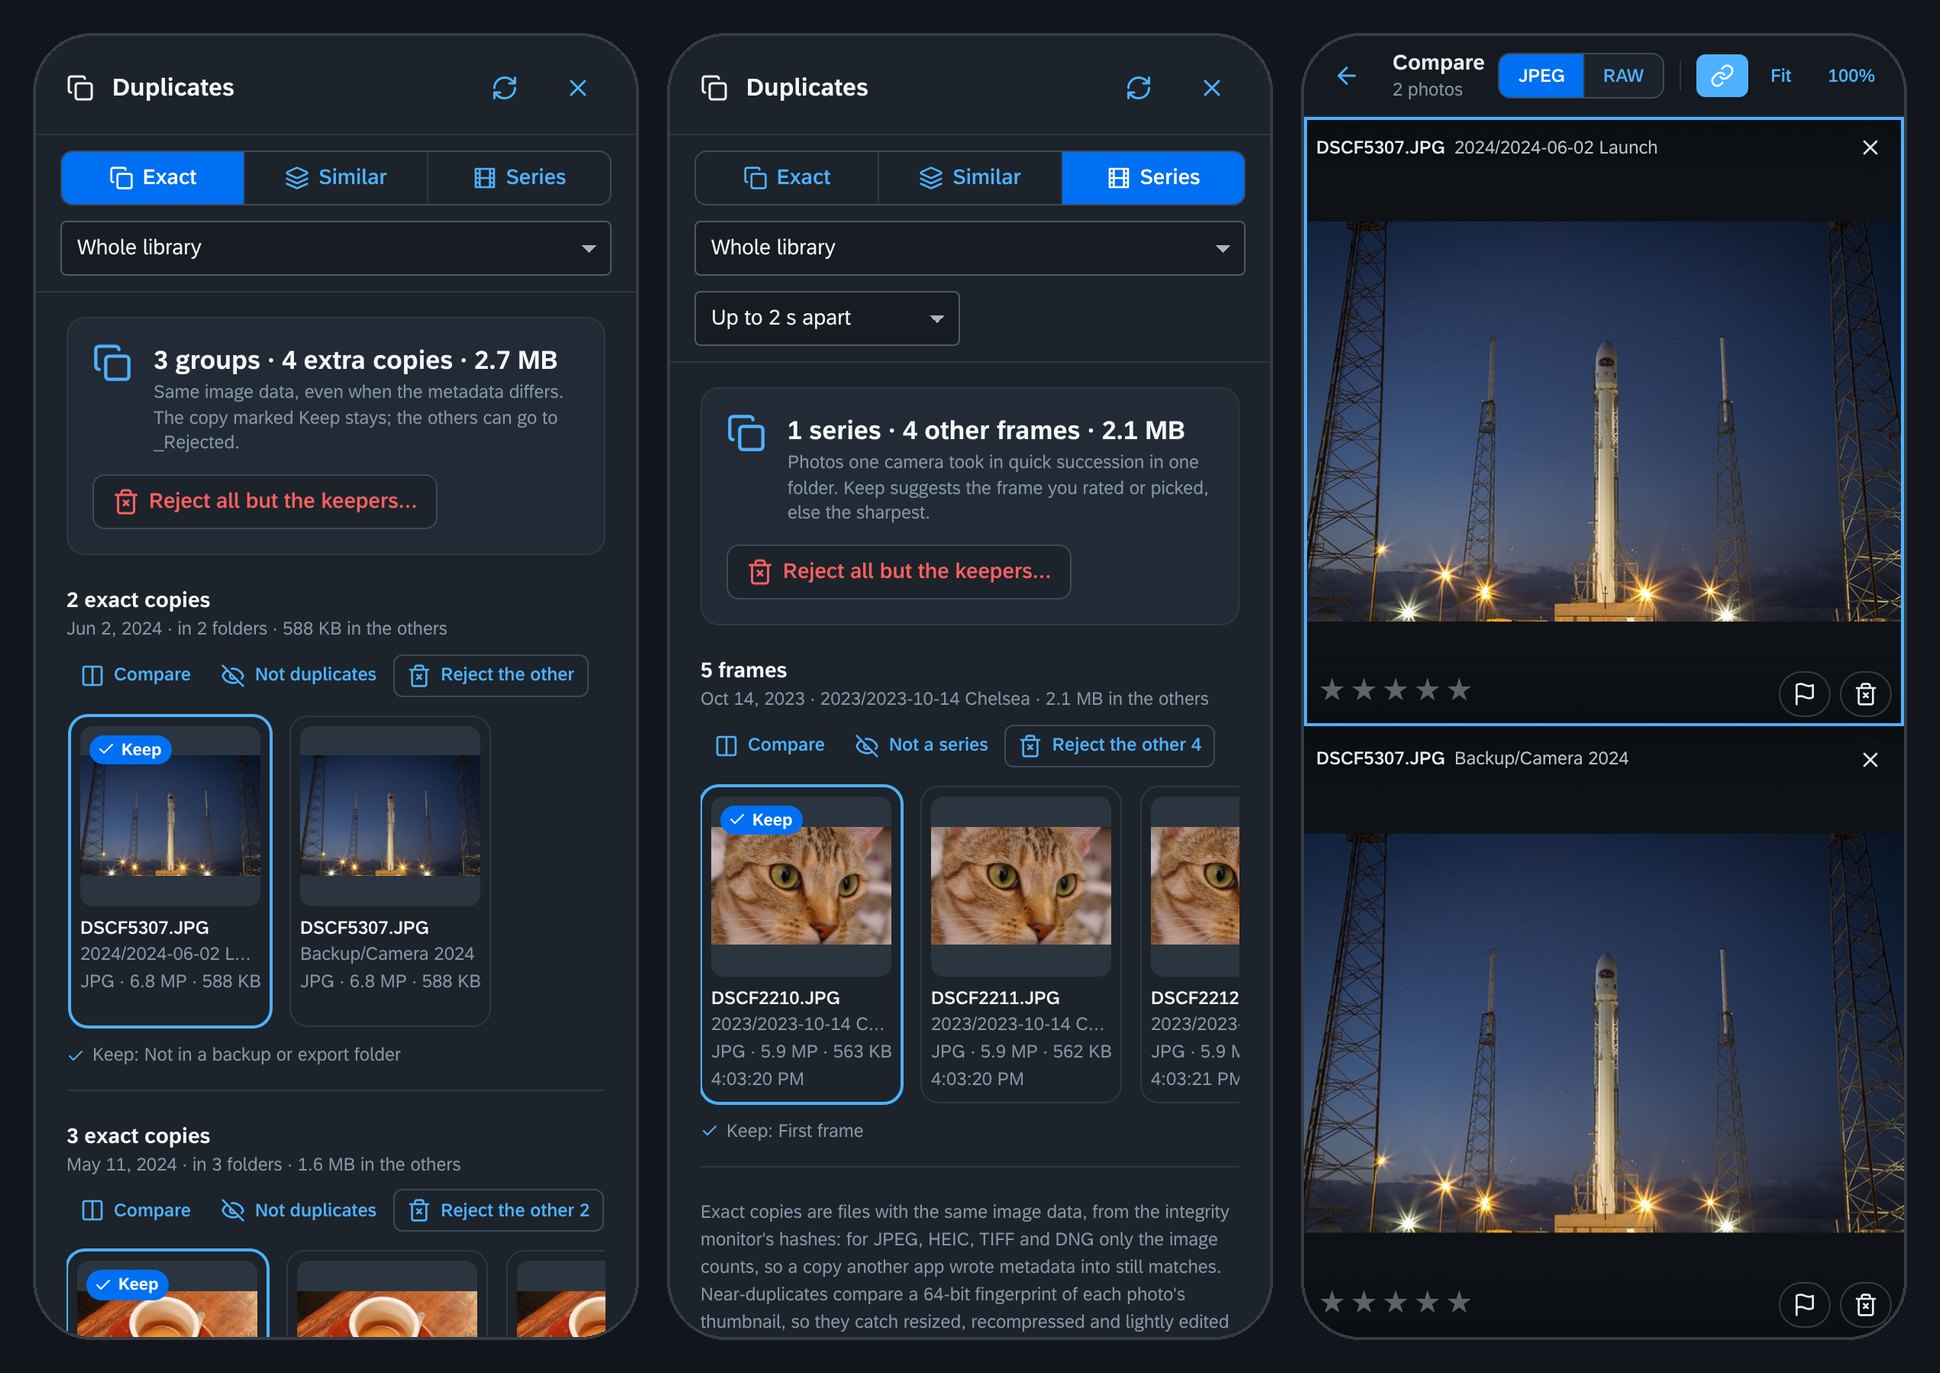 Duplicates
Exact
Similar
Series
Whole library
3 groups · 4 extra copies · 2.7 MB
Same image data, even when the metadata differs.
The copy marked Keep stays; the others can go to
_Rejected.
Reject all but the keepers...
2 exact copies
Jun 2, 2024 · in 2 folders · 588 KB in the others
Compare
Not duplicates
Reject the other
Keep
DSCF5307.JPG
2024/2024-06-02 L...
JPG · 6.8 MP · 588 KB
DSCF5307.JPG
Backup/Camera 2024
JPG · 6.8 MP · 588 KB
Keep: Not in a backup or export folder
3 exact copies
May 11, 2024 · in 3 folders · 1.6 MB in the others
Compare
Not duplicates
Reject the other 2
Keep
Duplicates
Exact
Similar
Series
Whole library
Up to 2 s apart
1 series · 4 other frames · 2.1 MB
Photos one camera took in quick succession in one
folder. Keep suggests the frame you rated or picked,
else the sharpest.
Reject all but the keepers...
5 frames
Oct 14, 2023 · 2023/2023-10-14 Chelsea · 2.1 MB in the others
Compare
Not a series
Reject the other 4
Keep
DSCF2210.JPG
2023/2023-10-14 C...
JPG · 5.9 MP · 563 KB
4:03:20 PM
DSCF2211.JPG
2023/2023-10-14 C...
JPG · 5.9 MP · 562 KB
4:03:20 PM
DSCF2212
2023/2023-
JPG · 5.9 M
4:03:21 PM
Keep: First frame
Exact copies are files with the same image data, from the integrity
monitor's hashes: for JPEG, HEIC, TIFF and DNG only the image
counts, so a copy another app wrote metadata into still matches.
Near-duplicates compare a 64-bit fingerprint of each photo's
thumbnail, so they catch resized, recompressed and lightly edited
Compare
2 photos
JPEG
RAW
Fit
100%
DSCF5307.JPG 2024/2024-06-02 Launch
DSCF5307.JPG Backup/Camera 2024